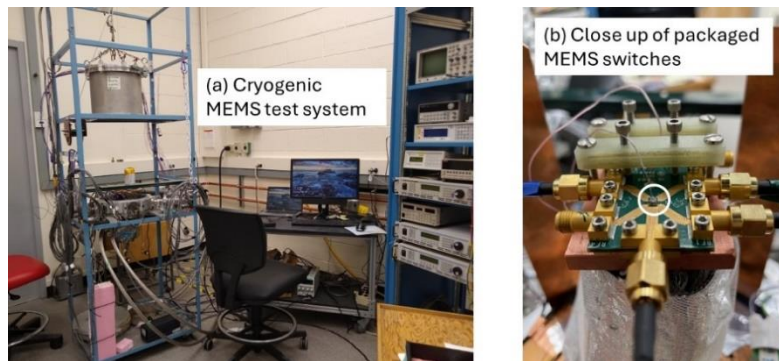 (a) Cryogenic
MEMS test system
(b) Close up of packaged
MEMS switches